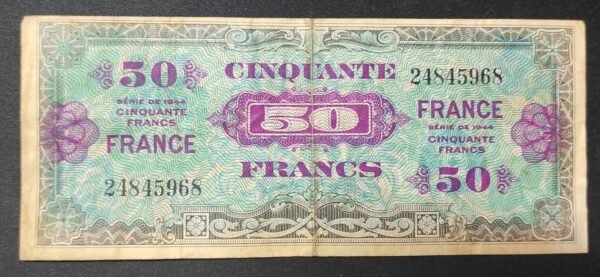 50
SÉRIE DE 1944
CINQUANTE
FRANCS
FRANCE
24845968
CINQUANTE
50
FRANCS
24845968
FRANCE
SÉRIE DE 1944
CINQUANTE
FRANCS
50